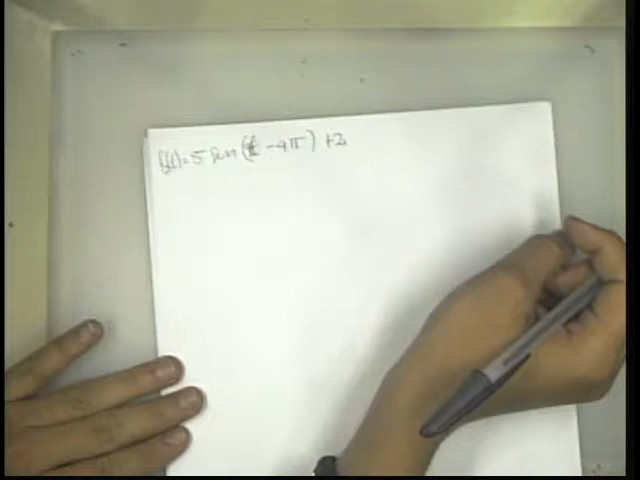 f(t) = 5 sin (t - 4π) + 2